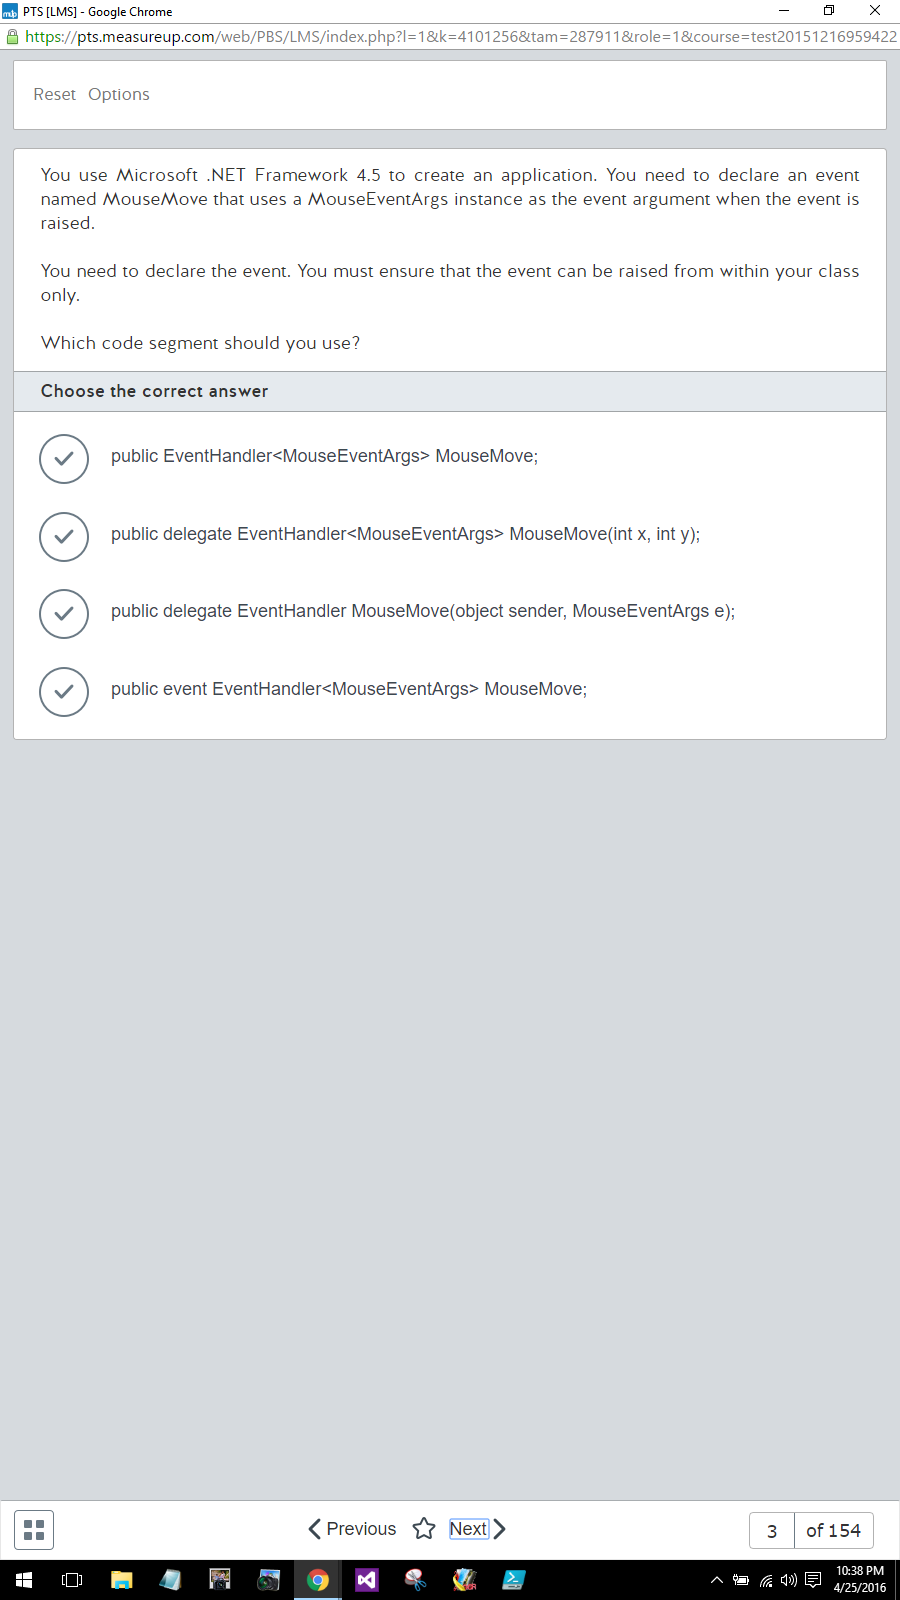 PTS [LMS] - Google Chrome
https://pts.measureup.com/web/PBS/LMS/index.php?l=1&k=4101256&tam=287911&role=1&course=test20151216959422
Reset Options
You use Microsoft .NET Framework 4.5 to create an application. You need to declare an event
named MouseMove that uses a MouseEventArgs instance as the event argument when the event is
raised.
You need to declare the event. You must ensure that the event can be raised from within your class
only.
Which code segment should you use?
Choose the correct answer
public EventHandler<MouseEventArgs> MouseMove;
public delegate EventHandler<MouseEventArgs> MouseMove(int x, int y);
public delegate EventHandler MouseMove(object sender, MouseEventArgs e);
public event EventHandler<MouseEventArgs> MouseMove;
Previous Next
3 of 154
10:38 PM
4/25/2016